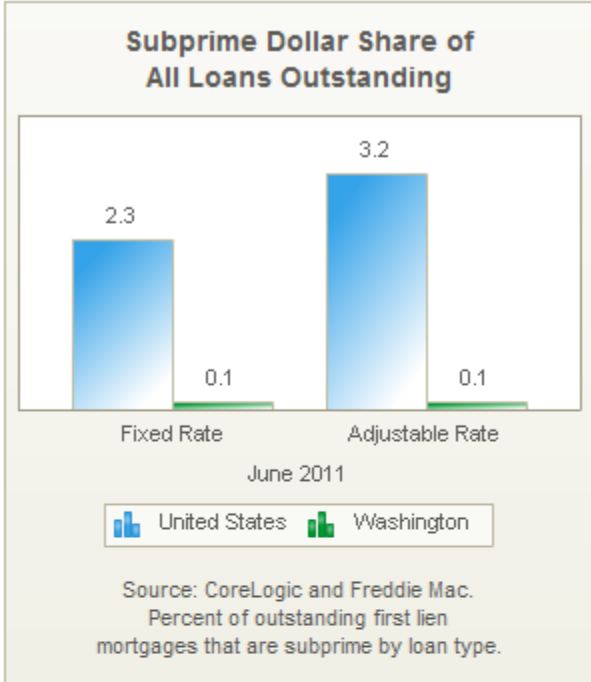 Subprime Dollar Share of
All Loans Outstanding
2.3
0.1
3.2
0.1
Fixed Rate
Adjustable Rate
June 2011
United States
Washington
Source: CoreLogic and Freddie Mac.
Percent of outstanding first lien
mortgages that are subprime by loan type.